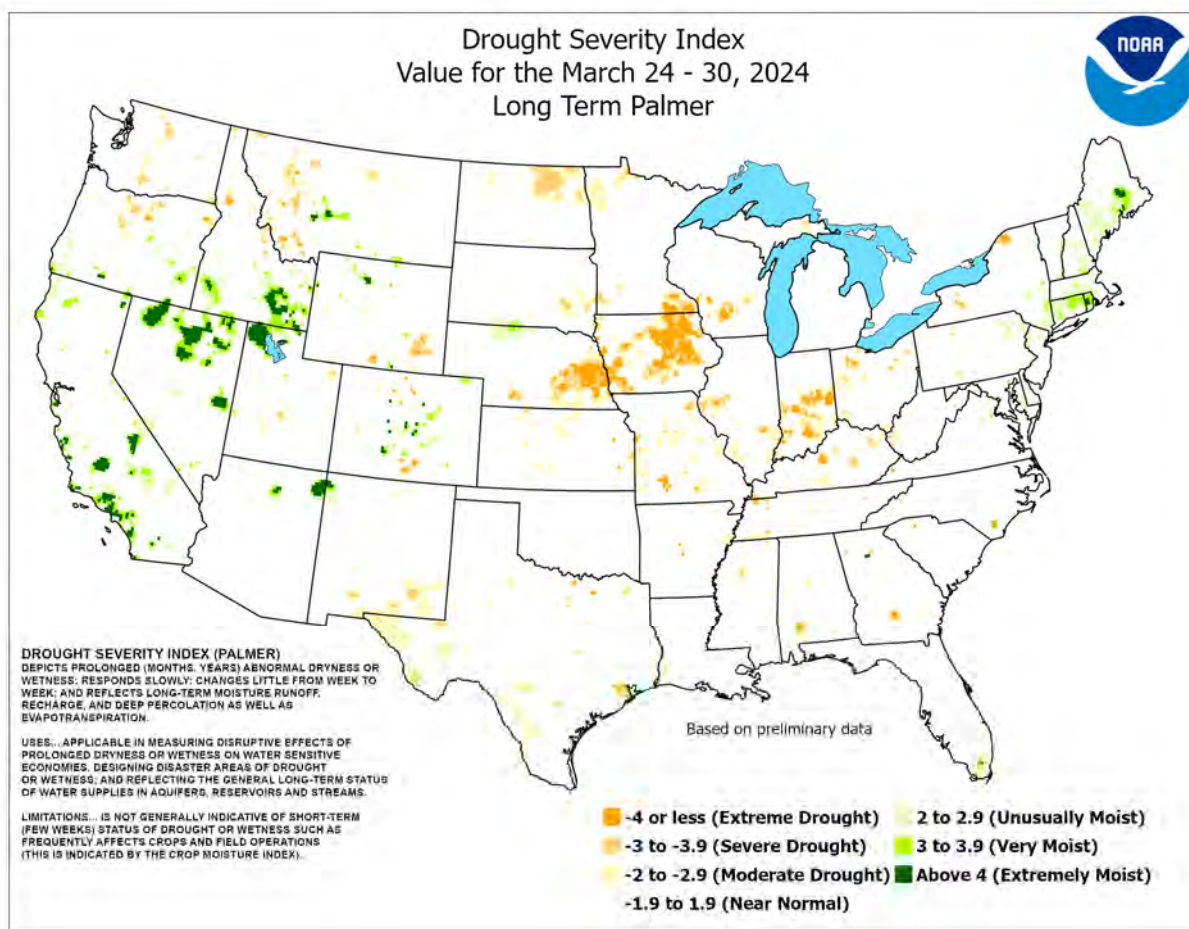 Drought Severity Index
Value for the March 24 - 30, 2024
Long Term Palmer
NOAA
DROUGHT SEVERITY INDEX (PALMER)
DEPICTS PROLONGED (MONTHS, YEARS) ABNORMAL DRYNESS OR
WETNESS; RESPONDS SLOWLY; CHANGES LITTLE FROM WEEK TO
WEEK; AND REFLECTS LONG-TERM MOISTURE RUNOFF,
RECHARGE, AND DEEP PERCOLATION AS WELL AS
EVAPOTRANSPIRATION.
USES... APPLICABLE IN MEASURING DISRUPTIVE EFFECTS OF
PROLONGED DRYNESS OR WETNESS ON WATER SENSITIVE
ECONOMIES, DESIGNING DISASTER AREAS OF DROUGHT
OR WETNESS; AND REFLECTING THE GENERAL LONG-TERM STATUS
OF WATER SUPPLIES IN AQUIFERS, RESERVOIRS AND STREAMS.
LIMITATIONS... IS NOT GENERALLY INDICATIVE OF SHORT-TERM
(FEW WEEKS) STATUS OF DROUGHT OR WETNESS SUCH AS
FREQUENTLY AFFECTS CROPS AND FIELD OPERATIONS
(THIS IS INDICATED BY THE CROP MOISTURE INDEX).
Based on preliminary data
-4 or less (Extreme Drought)
-3 to -3.9 (Severe Drought)
-2 to -2.9 (Moderate Drought)
-1.9 to 1.9 (Near Normal)
2 to 2.9 (Unusually Moist)
3 to 3.9 (Very Moist)
Above 4 (Extremely Moist)